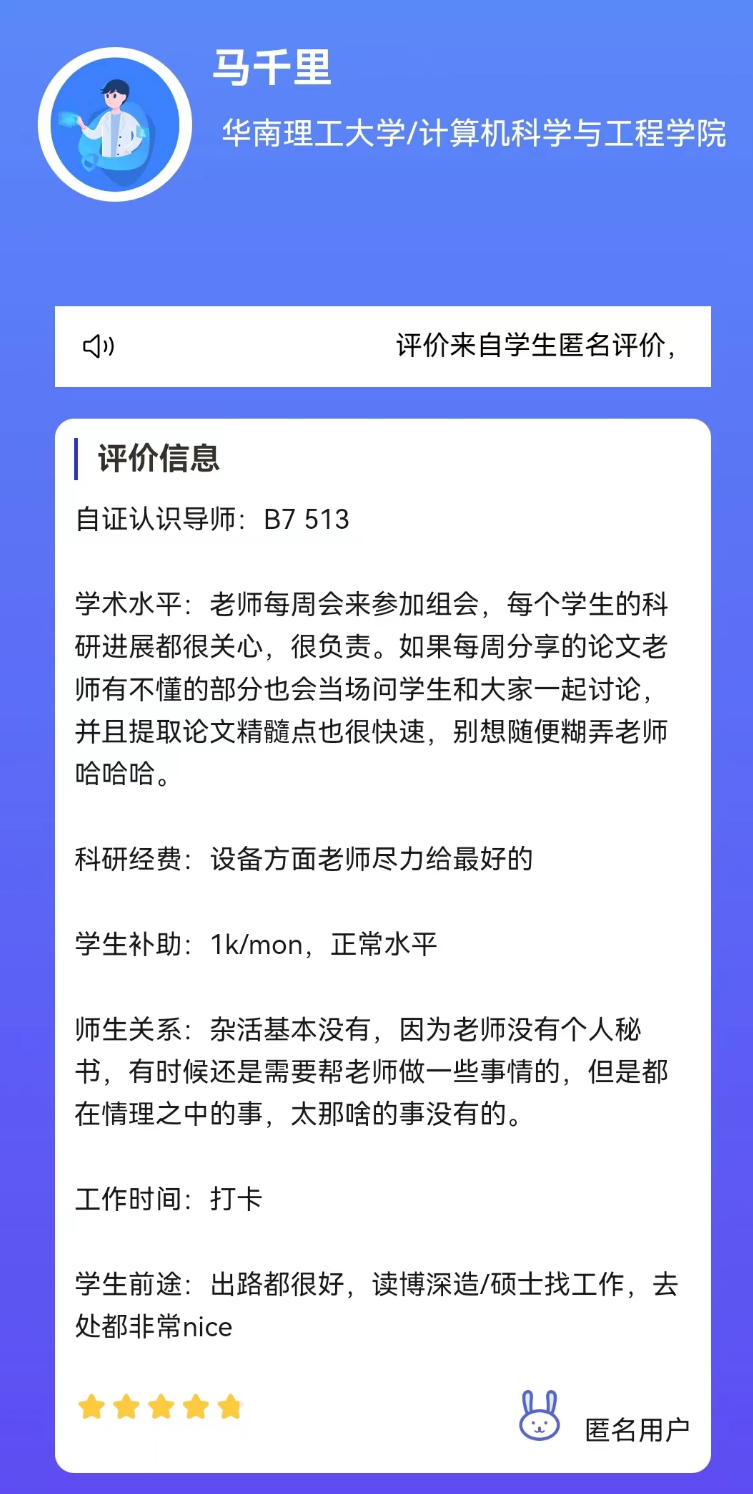 马千里
华南理工大学/计算机科学与工程学院
评价来自学生匿名评价，
评价信息
自证认识导师：B7 513
学术水平：老师每周会来参加组会，每个学生的科
研进展都很关心，很负责。如果每周分享的论文老
师有不懂的部分也会当场问学生和大家一起讨论，
并且提取论文精髓点也很快速，别想随便糊弄老师
哈哈哈。
科研经费：设备方面老师尽力给最好的
学生补助：1k/mon，正常水平
师生关系：杂活基本没有，因为老师没有个人秘
书，有时候还是需要帮老师做一些事情的，但是都
在情理之中的事，太那啥的事没有的。
工作时间：打卡
学生前途：出路都很好，读博深造/硕士找工作，去
处都非常nice
匿名用户